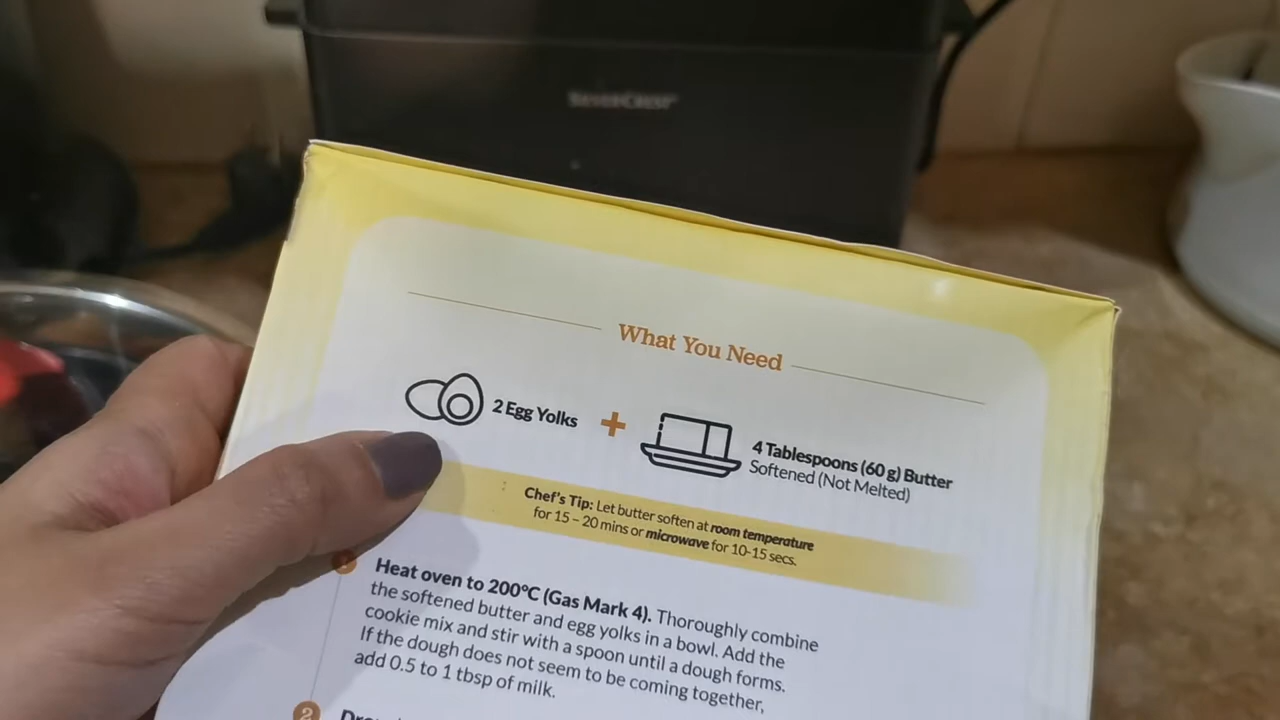 SILVERCREST
What You Need
2 Egg Yolks + 4 Tablespoons (60 g) Butter
Softened (Not Melted)
Chef's Tip: Let butter soften at room temperature
for 15 – 20 mins or microwave for 10-15 secs.
Heat oven to 200°C (Gas Mark 4). Thoroughly combine
the softened butter and egg yolks in a bowl. Add the
cookie mix and stir with a spoon until a dough forms.
If the dough does not seem to be coming together,
add 0.5 to 1 tbsp of milk.
2